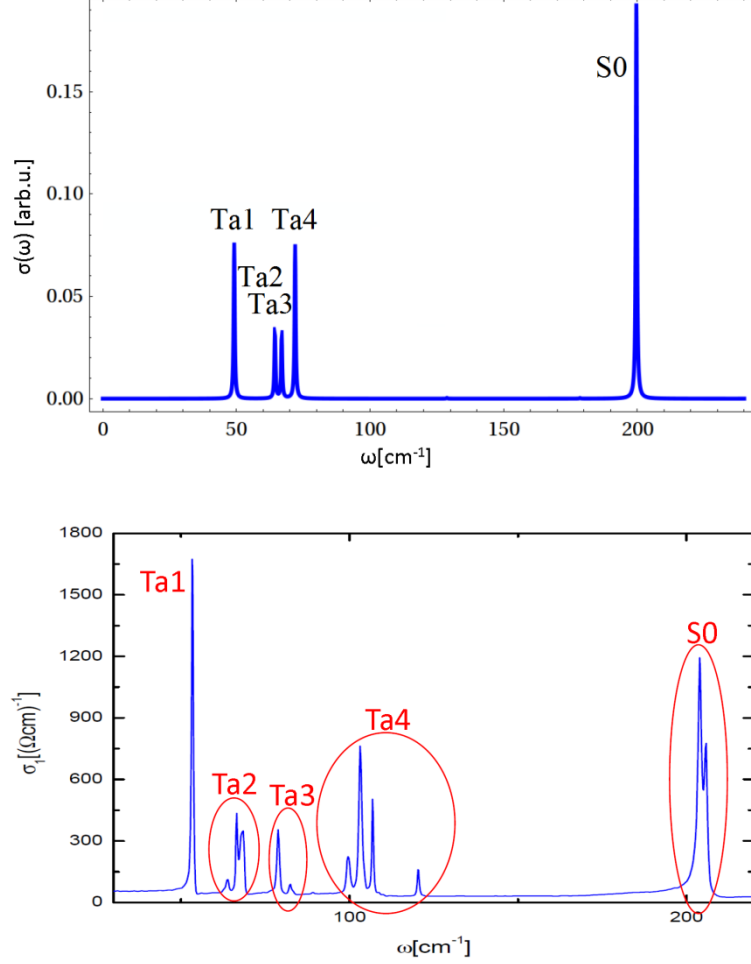 S0
0.15
σ(ω) [arb.u.]
0.10
Ta1 Ta4
Ta2
Ta3
0.05
0.00
0 50 100 150 200
ω[cm⁻¹]
1800
Ta1
1500
S0
1200
σ₁[(Ωcm)⁻¹]
900
Ta4
600
Ta2 Ta3
300
0
100 200
ω[cm⁻¹]